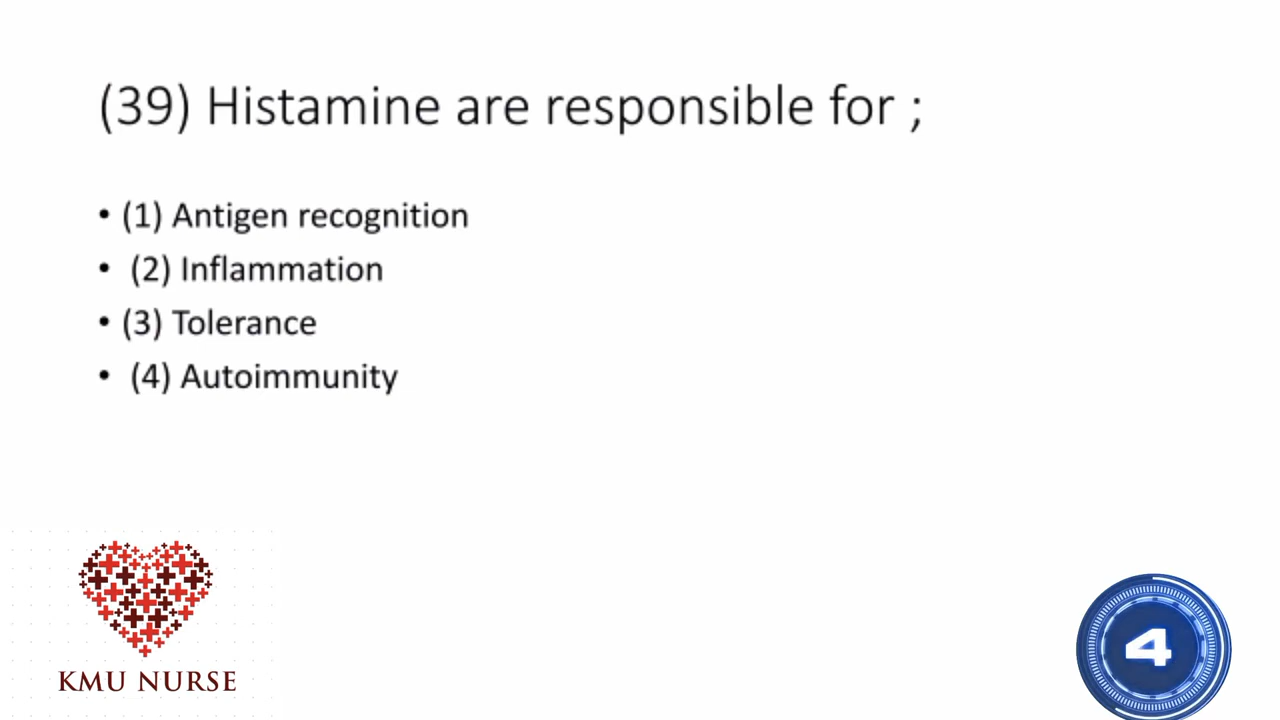 (39) Histamine are responsible for ;
• (1) Antigen recognition
• (2) Inflammation
• (3) Tolerance
• (4) Autoimmunity
KMU NURSE
4